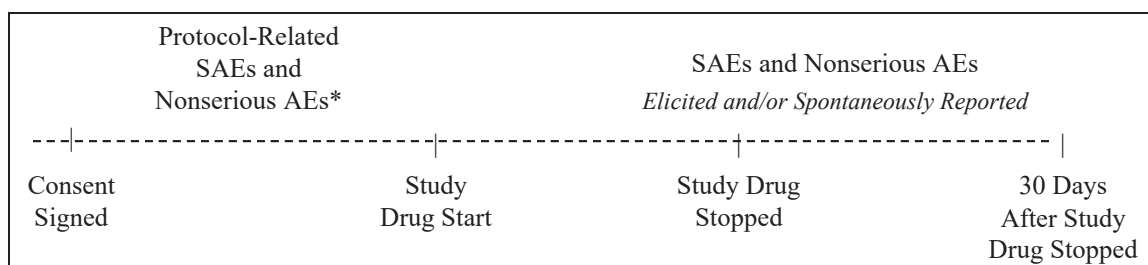 Protocol-Related
SAEs and
Nonserious AEs*
SAEs and Nonserious AEs
Elicited and/or Spontaneously Reported
Consent
Signed
Study
Drug Start
Study Drug
Stopped
30 Days
After Study
Drug Stopped